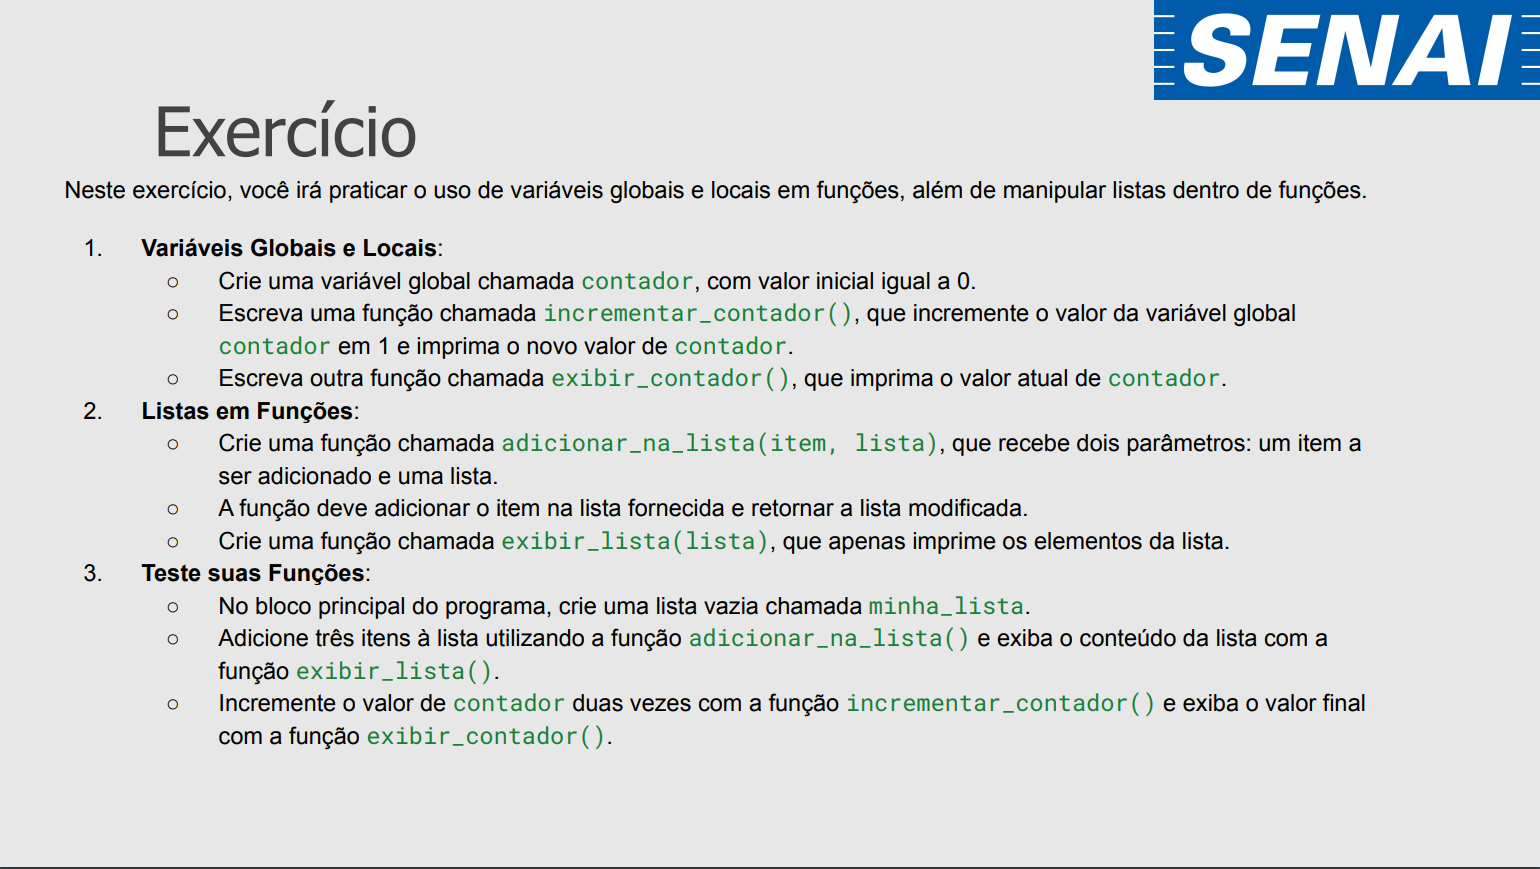 SENAI
Exercício
Neste exercício, você irá praticar o uso de variáveis globais e locais em funções, além de manipular listas dentro de funções.
1. Variáveis Globais e Locais:
○ Crie uma variável global chamada contador, com valor inicial igual a 0.
○ Escreva uma função chamada incrementar_contador(), que incremente o valor da variável global
contador em 1 e imprima o novo valor de contador.
○ Escreva outra função chamada exibir_contador(), que imprima o valor atual de contador.
2. Listas em Funções:
○ Crie uma função chamada adicionar_na_lista(item, lista), que recebe dois parâmetros: um item a
ser adicionado e uma lista.
○ A função deve adicionar o item na lista fornecida e retornar a lista modificada.
○ Crie uma função chamada exibir_lista(lista), que apenas imprime os elementos da lista.
3. Teste suas Funções:
○ No bloco principal do programa, crie uma lista vazia chamada minha_lista.
○ Adicione três itens à lista utilizando a função adicionar_na_lista() e exiba o conteúdo da lista com a
função exibir_lista().
○ Incremente o valor de contador duas vezes com a função incrementar_contador() e exiba o valor final
com a função exibir_contador().